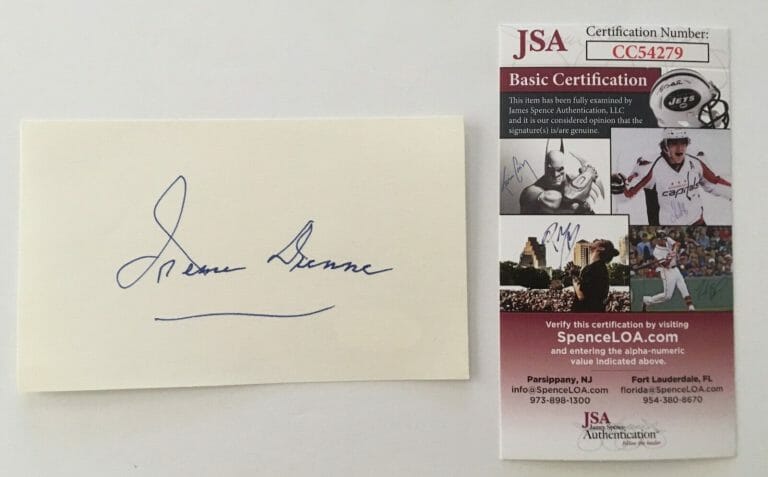 Irene Dunne
JSA
Certification Number:
CC54279
Basic Certification
This item has been fully examined by
James Spence Authentication, LLC
and it is our considered opinion that the
signature(s) is/are genuine.
JETS
capitals
Verify this certification by visiting
SpenceLOA.com
and entering the alpha-numeric
value indicated above.
Parsippany, NJ
info@SpenceLOA.com
973-898-1300
Fort Lauderdale, FL
florida@SpenceLOA.com
954-380-8670
JSA
James Spence
Authentication
follow the leader